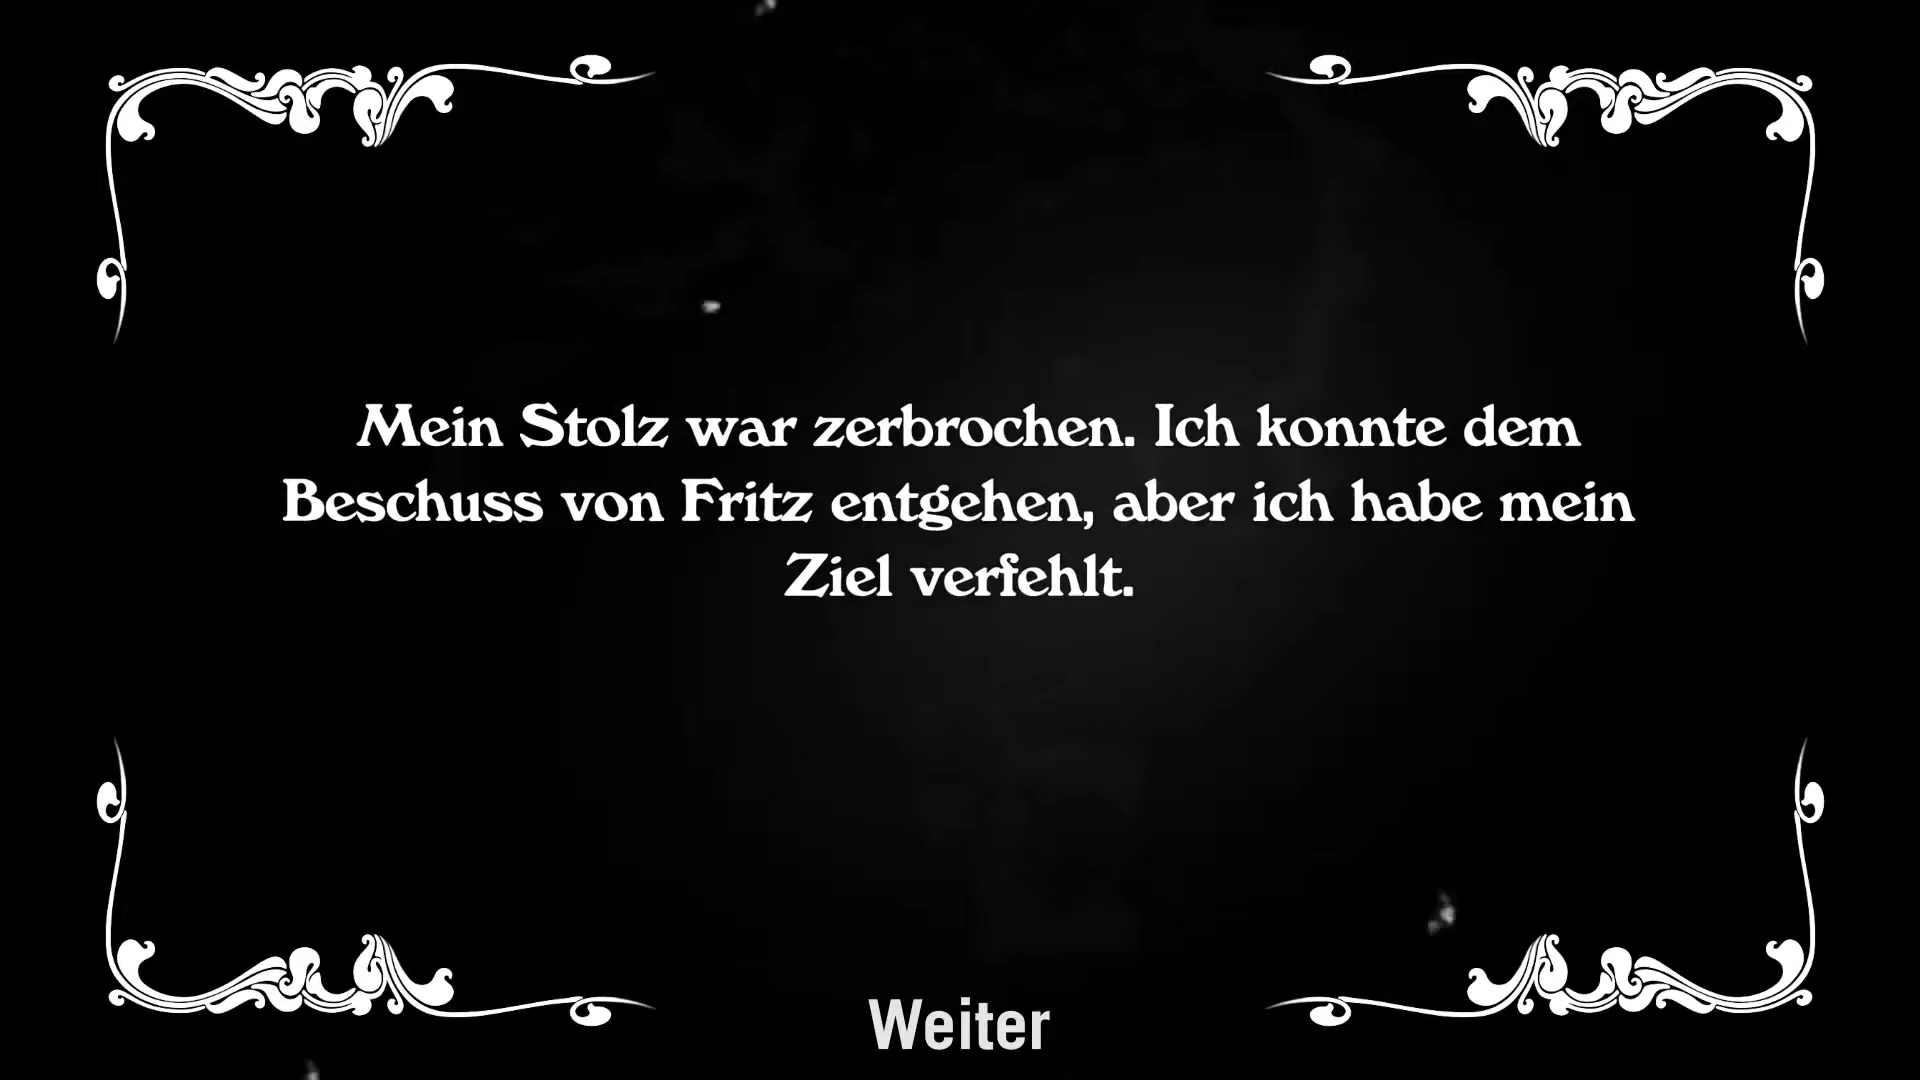 Mein Stolz war zerbrochen. Ich konnte dem
Beschuss von Fritz entgehen, aber ich habe mein
Ziel verfehlt.
Weiter